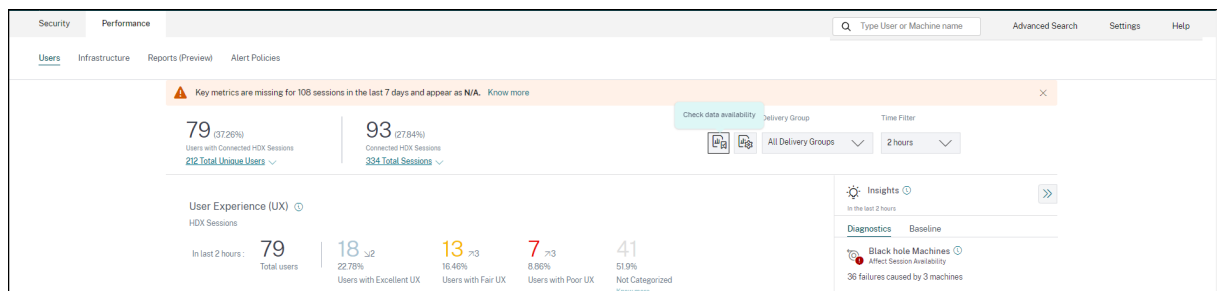 Security Performance Type User or Machine name Advanced Search Settings Help
Users Infrastructure Reports (Preview) Alert Policies
Key metrics are missing for 108 sessions in the last 7 days and appear as N/A. Know more
Check data availability Delivery Group Time Filter
79 (37.26%) 93 (27.84%)
Users with Connected HDX Sessions Connected HDX Sessions All Delivery Groups 2 hours
212 Total Unique Users 334 Total Sessions
User Experience (UX) Insights
HDX Sessions In the last 2 hours
Diagnostics Baseline
In last 2 hours : 79 18 2 13 3 7 3 41
Total users 22.78% 16.46% 8.86% 51.9%
Users with Excellent UX Users with Fair UX Users with Poor UX Not Categorized
Black hole Machines
Affect Session Availability
36 failures caused by 3 machines